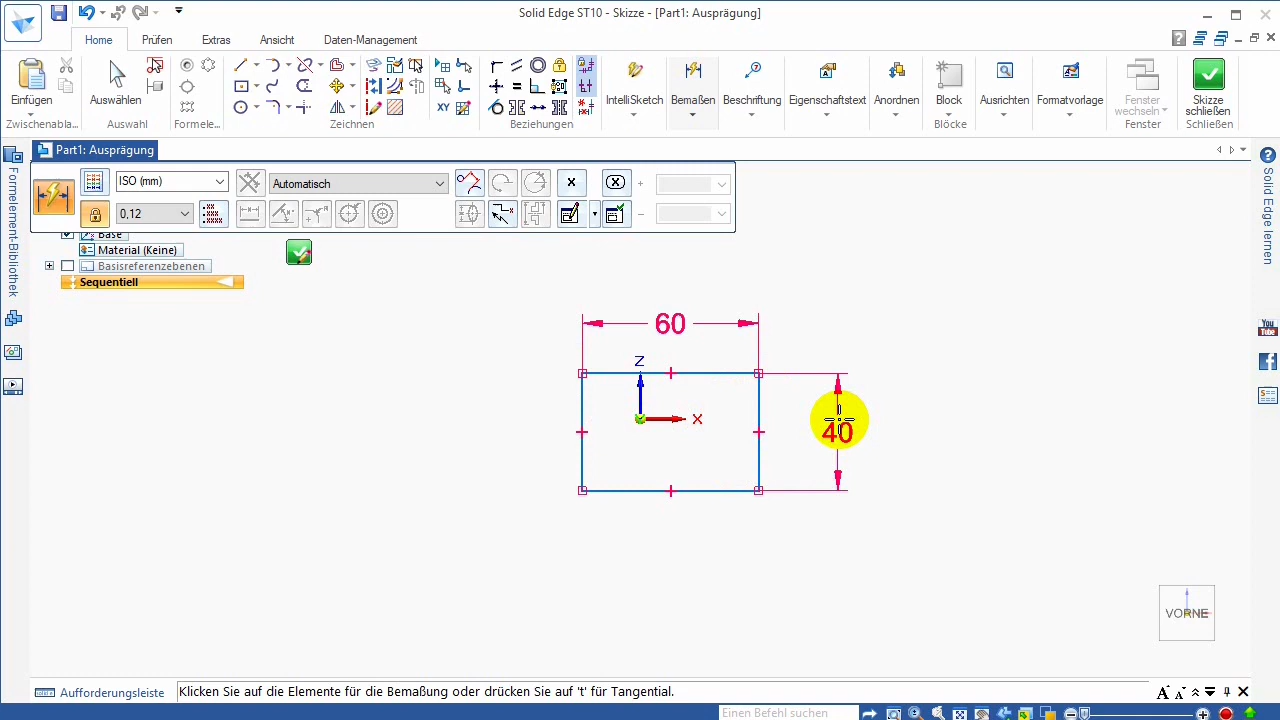 Solid Edge ST10 - Skizze - [Part1: Ausprägung]
Home Prüfen Extras Ansicht Daten-Management
Einfügen
Auswählen
IntelliSketch
Bemaßen
Beschriftung
Eigenschaftstext
Anordnen
Block
Ausrichten
Formatvorlage
Fenster wechseln
Skizze schließen
Zwischenabla...
Auswahl
Formele...
Zeichnen
Beziehungen
Blöcke
Fenster
Schließen
Part1: Ausprägung
ISO (mm)
Automatisch
0,12
Base
Material (Keine)
Basisreferenzebenen
Sequentiell
Formelement-Bibliothek
Solid Edge lernen
You Tube
60
Z
X
40
VORNE
Aufforderungsleiste
Klicken Sie auf die Elemente für die Bemaßung oder drücken Sie auf 't' für Tangential.
Einen Befehl suchen